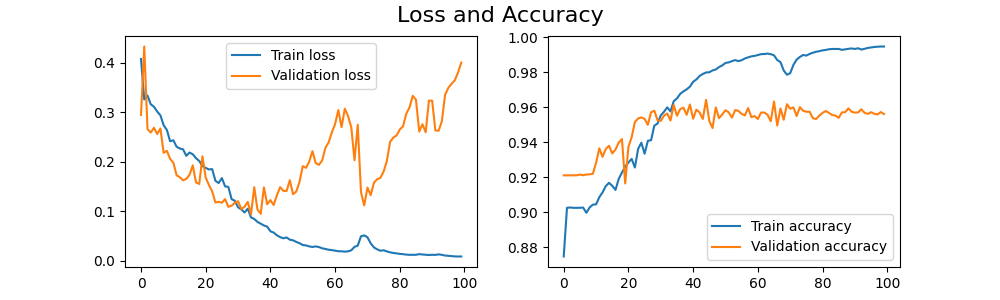 Loss and Accuracy
Train loss
Validation loss
0.4
0.3
0.2
0.1
0.0
0 20 40 60 80 100
1.00
0.98
0.96
0.94
0.92
0.90
0.88
Train accuracy
Validation accuracy
0 20 40 60 80 100